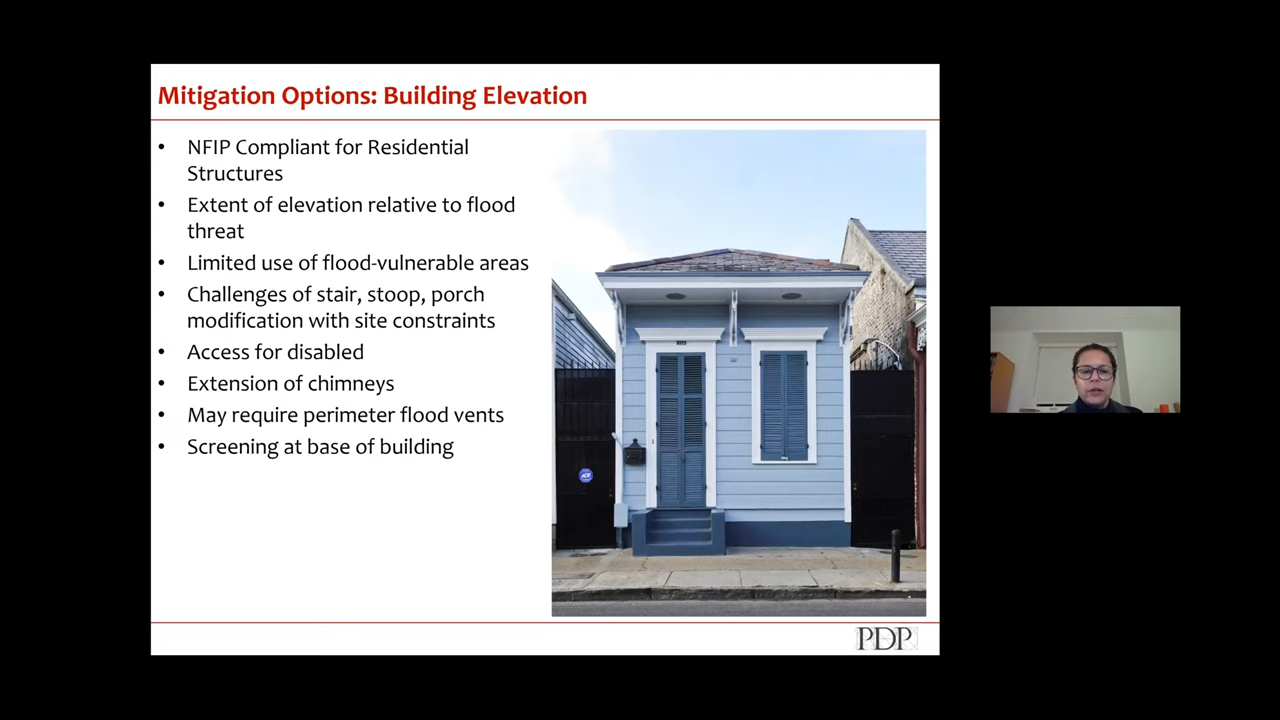 Mitigation Options: Building Elevation
• NFIP Compliant for Residential
Structures
• Extent of elevation relative to flood
threat
• Limited use of flood-vulnerable areas
• Challenges of stair, stoop, porch
modification with site constraints
• Access for disabled
• Extension of chimneys
• May require perimeter flood vents
• Screening at base of building
ADT
PDP